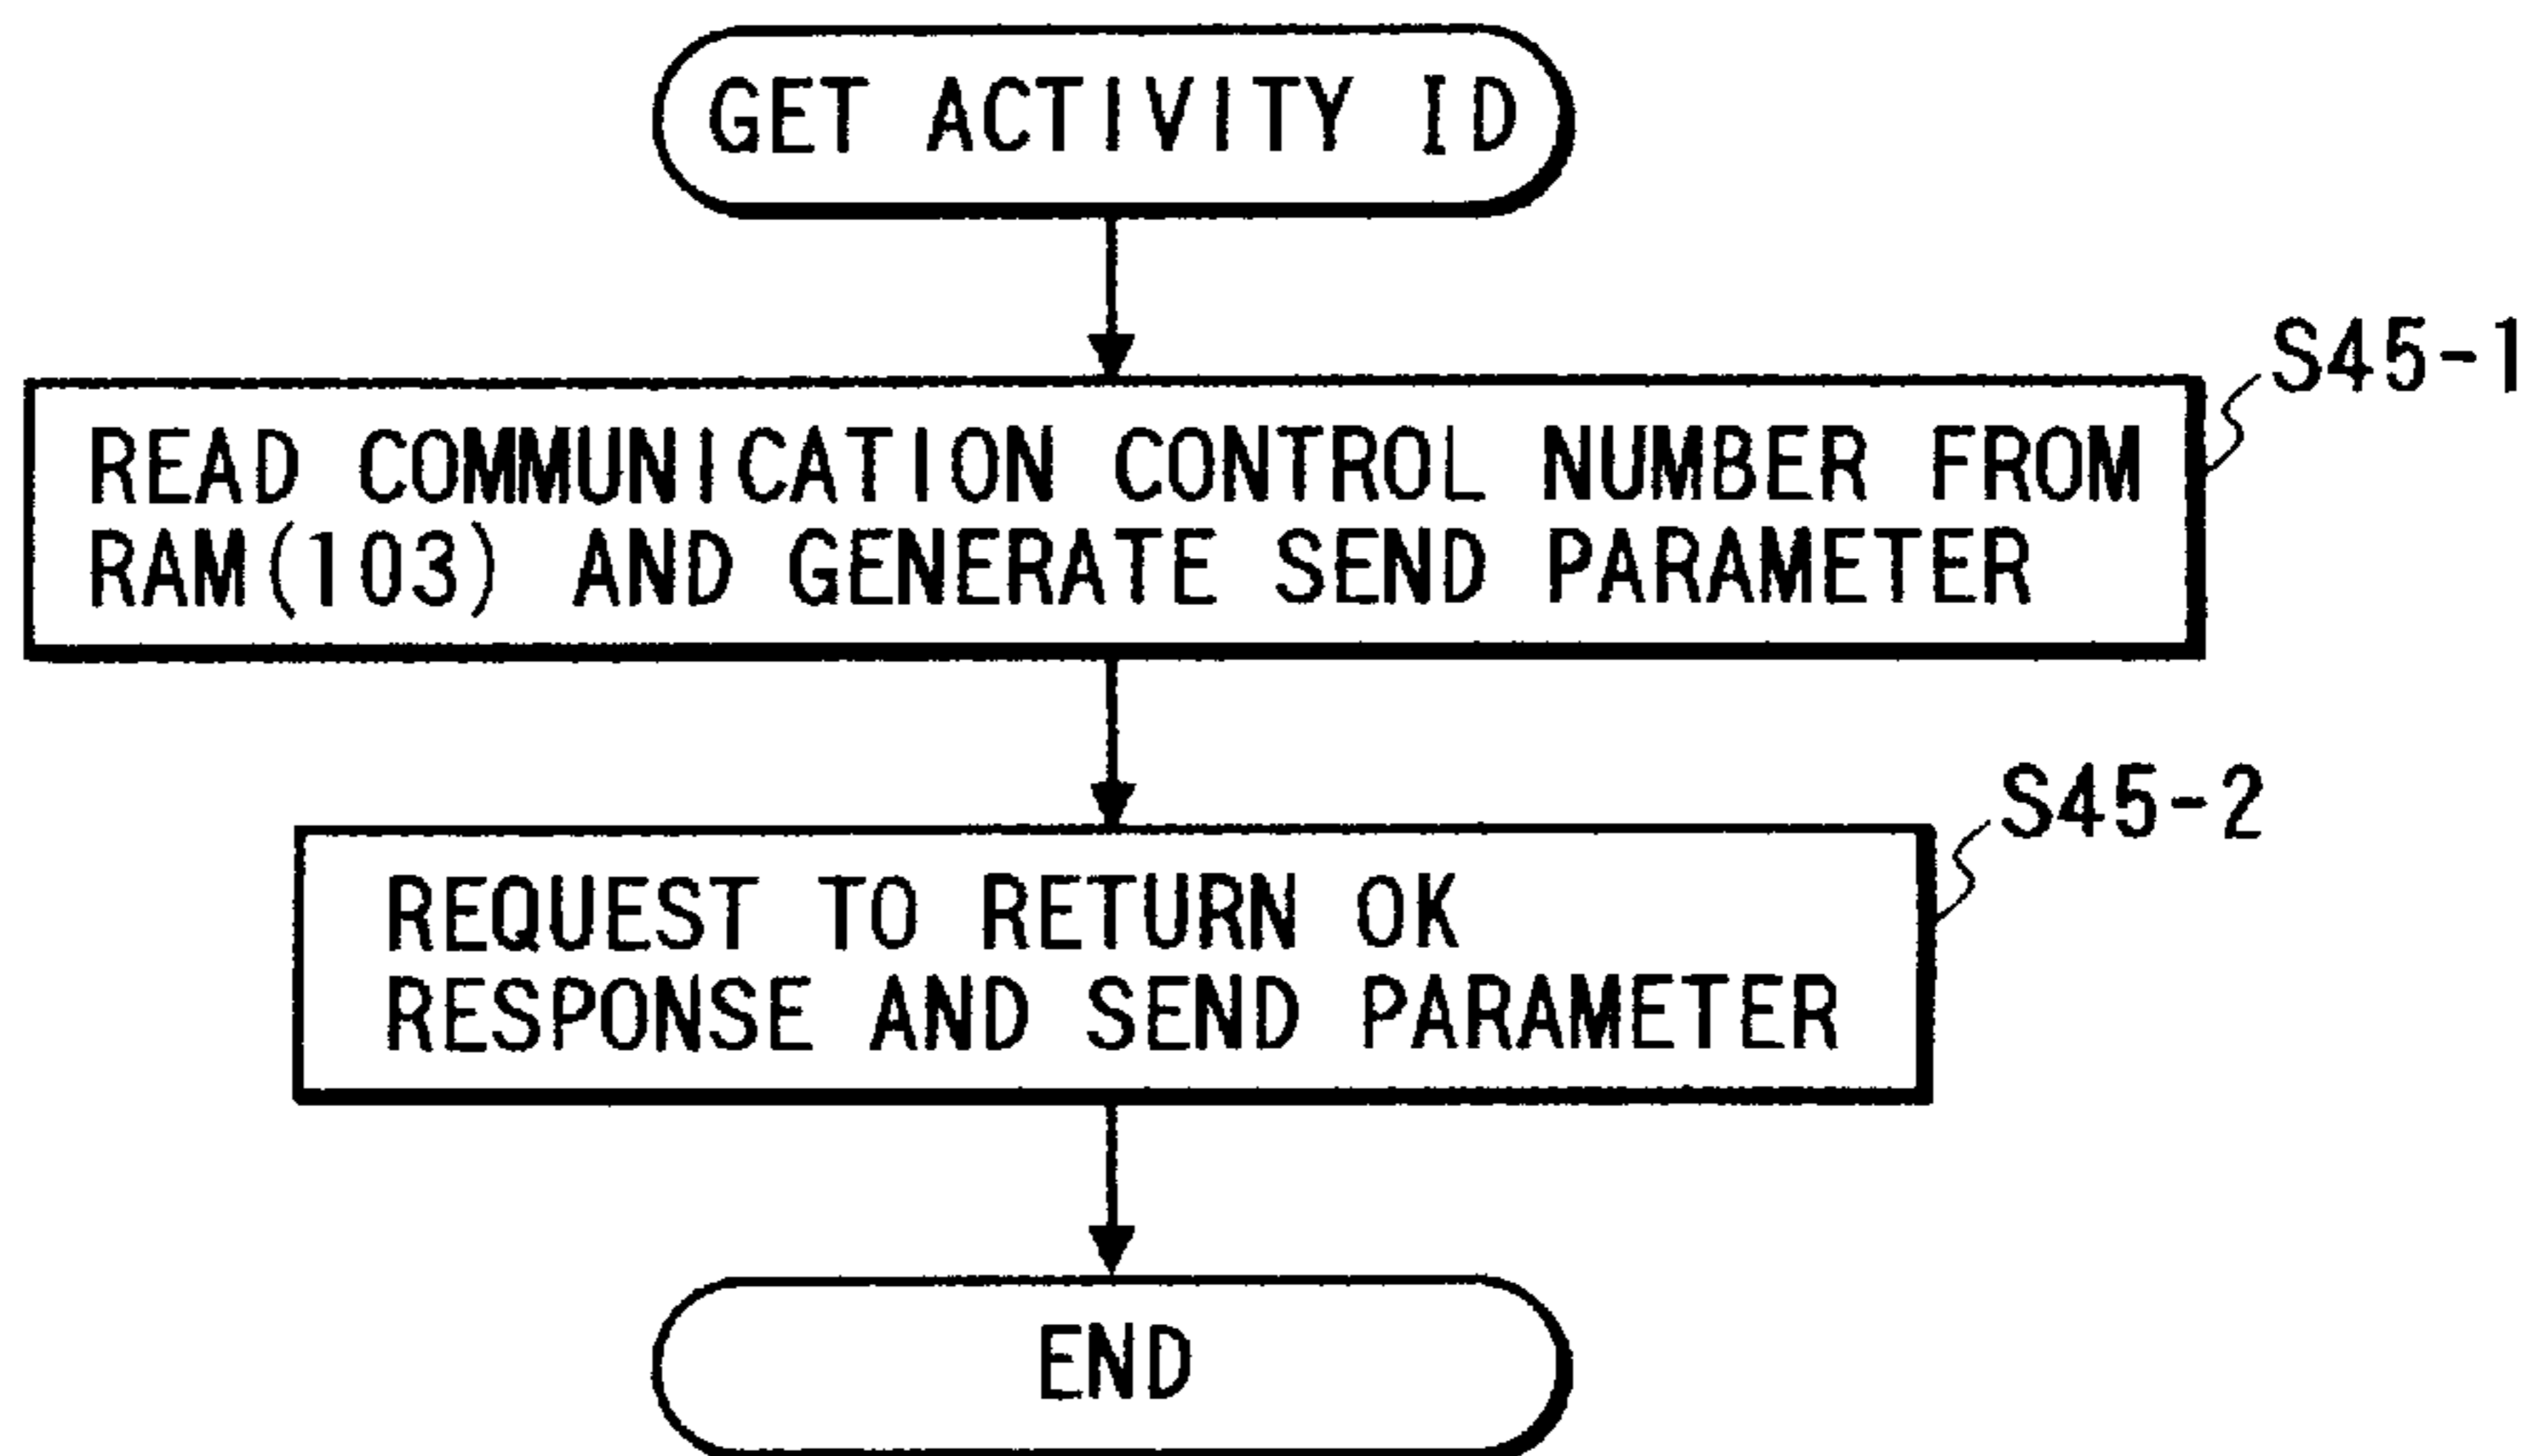 GET ACTIVITY ID
S45-1
READ COMMUNICATION CONTROL NUMBER FROM
RAM(103) AND GENERATE SEND PARAMETER
S45-2
REQUEST TO RETURN OK
RESPONSE AND SEND PARAMETER
END